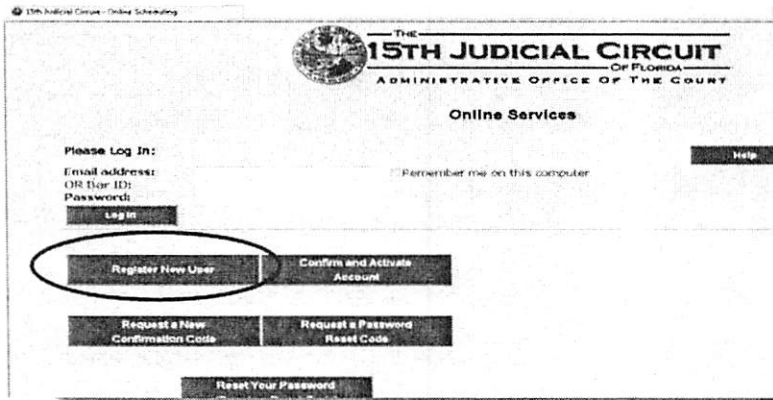 15th Judicial Circuit - Online Scheduling
THE
15TH JUDICIAL CIRCUIT
OF FLORIDA
ADMINISTRATIVE OFFICE OF THE COURT
Online Services
Please Log In:
Help
Email address:
Remember me on this computer
OR Bar ID:
Password:
Log In
Register New User
Confirm and Activate
Account
Request a New
Confirmation Code
Request a Password
Reset Code
Reset Your Password